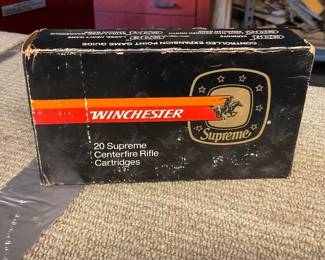 CONTROLLED EXPANSION POINT GAME GUIDE
WINCHESTER
Supreme
20 Supreme
Centerfire Rifle
Cartridges